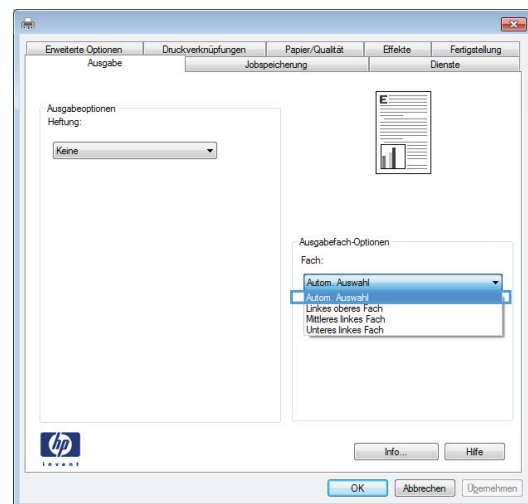 Erweiterte Optionen Druckverknüpfungen Papier/Qualität Effekte Fertigstellung
Ausgabe Jobspeicherung Dienste
Ausgabeoptionen
Heftung:
Keine
E
Ausgabefach-Optionen
Fach:
Autom. Auswahl
Autom. Auswahl
Linkes oberes Fach
Mittleres linkes Fach
Unteres linkes Fach
hp
invent
Info... Hilfe
OK Abbrechen Übernehmen